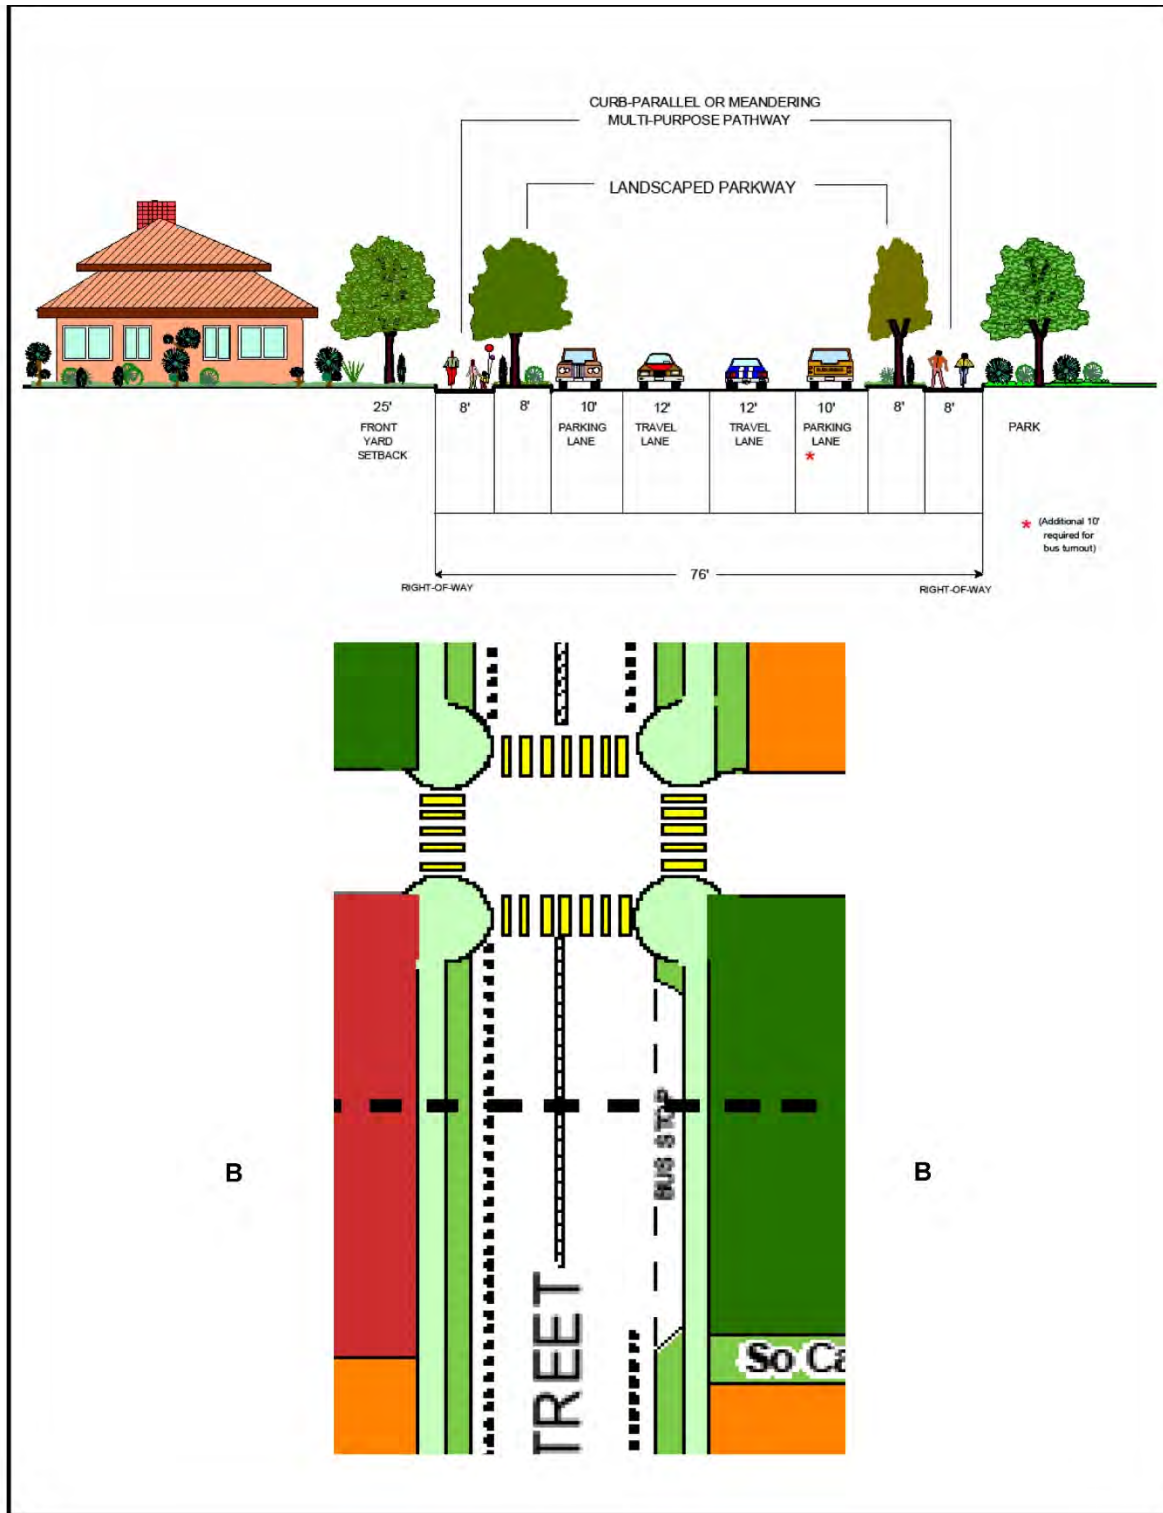 CURB-PARALLEL OR MEANDERING
MULTI-PURPOSE PATHWAY
LANDSCAPED PARKWAY
25'
FRONT
YARD
SETBACK
8'
8'
10'
PARKING
LANE
12'
TRAVEL
LANE
12'
TRAVEL
LANE
10'
PARKING
LANE
*
8'
8'
PARK
* (Additional 10'
required for
bus turnout)
76'
RIGHT-OF-WAY
RIGHT-OF-WAY
BUS STOP
B
B
TREET
So Ca